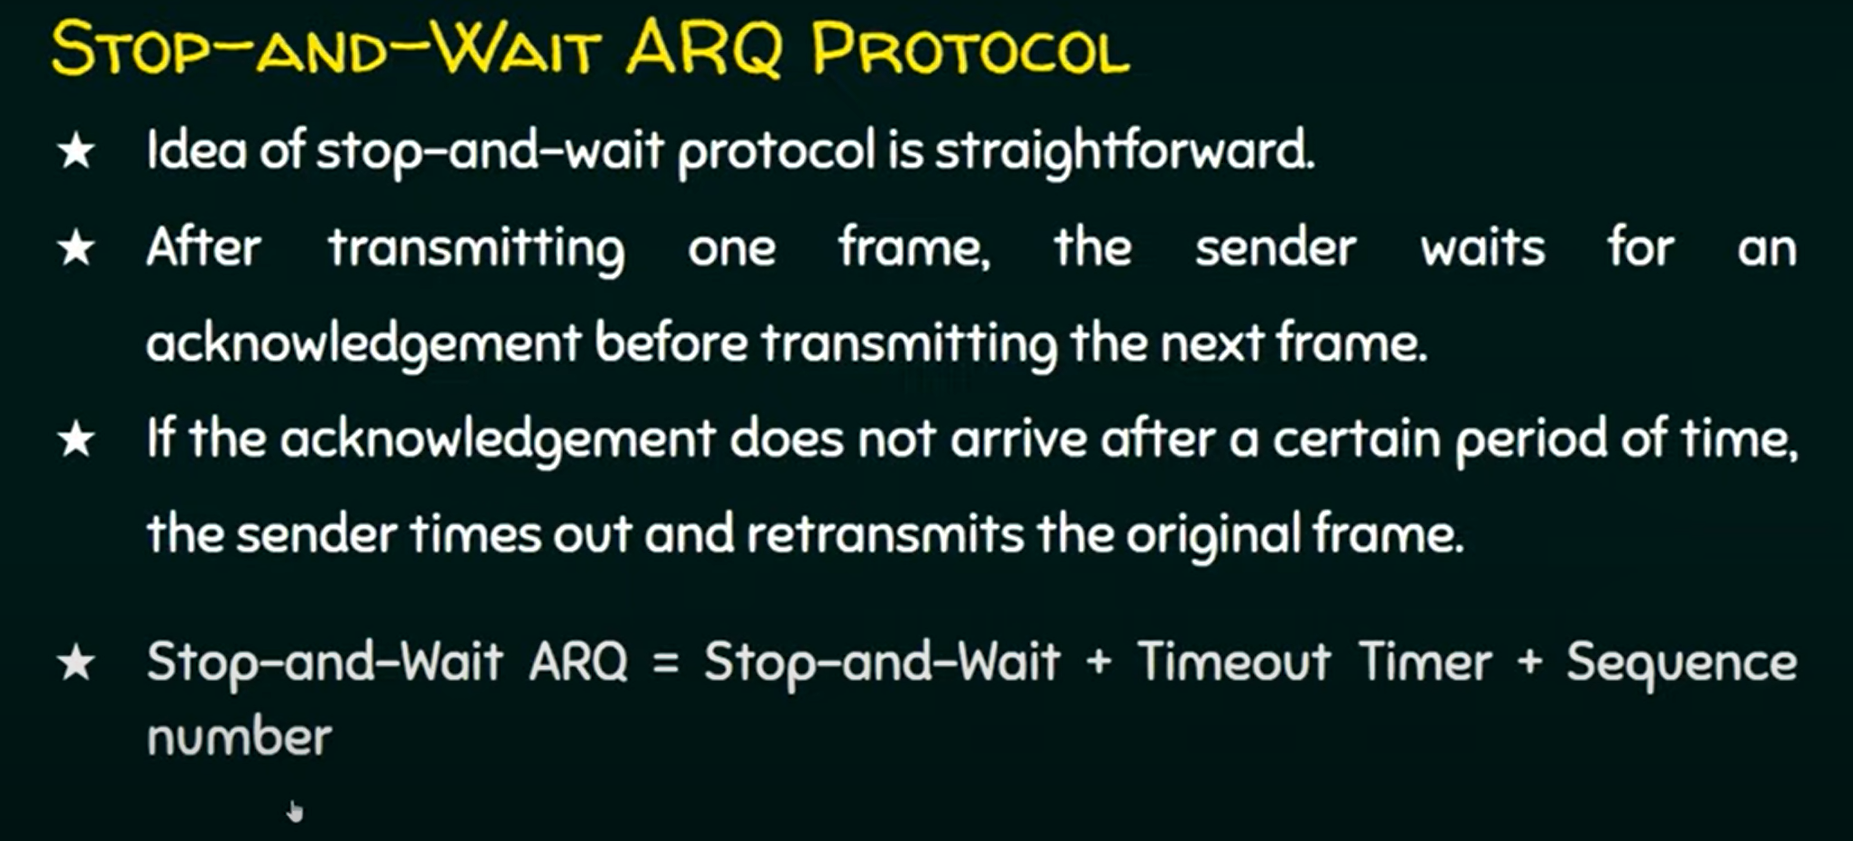 STOP-AND-WAIT ARQ PROTOCOL
★ Idea of stop-and-wait protocol is straightforward.
★ After transmitting one frame, the sender waits for an
acknowledgement before transmitting the next frame.
★ If the acknowledgement does not arrive after a certain period of time,
the sender times out and retransmits the original frame.
★ Stop-and-Wait ARQ = Stop-and-Wait + Timeout Timer + Sequence
number